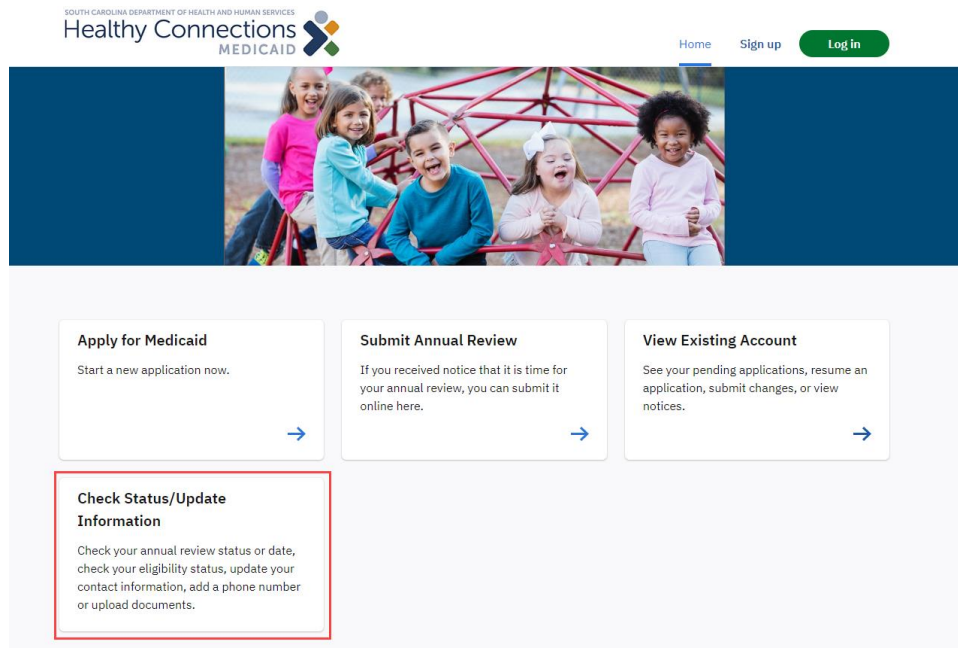 SOUTH CAROLINA DEPARTMENT OF HEALTH AND HUMAN SERVICES
Healthy Connections
MEDICAID
Home Sign up Log in
Apply for Medicaid
Start a new application now.
Submit Annual Review
If you received notice that it is time for
your annual review, you can submit it
online here.
View Existing Account
See your pending applications, resume an
application, submit changes, or view
notices.
Check Status/Update
Information
Check your annual review status or date,
check your eligibility status, update your
contact information, add a phone number
or upload documents.